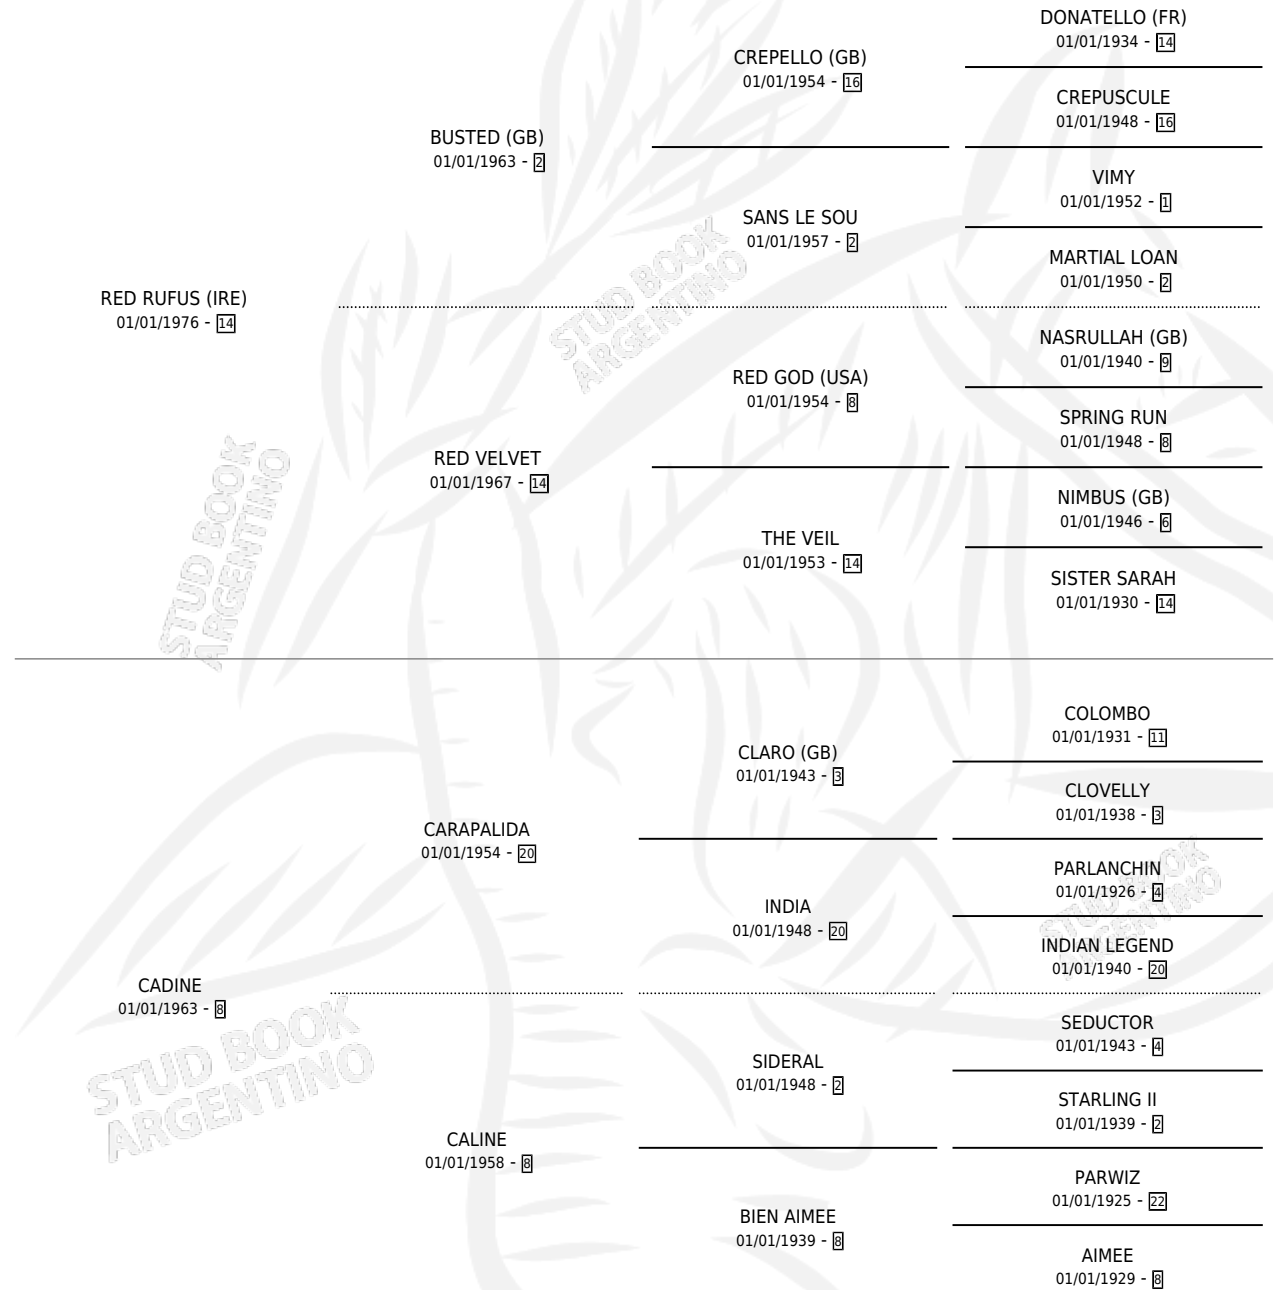 DONATELLO (FR)
01/01/1934 - 14
CREPELLO (GB)
01/01/1954 - 16
CREPUSCULE
01/01/1948 - 16
BUSTED (GB)
01/01/1963 - 2
VIMY
01/01/1952 - 1
SANS LE SOU
01/01/1957 - 2
MARTIAL LOAN
01/01/1950 - 2
RED RUFUS (IRE)
01/01/1976 - 14
NASRULLAH (GB)
01/01/1940 - 9
RED GOD (USA)
01/01/1954 - 8
SPRING RUN
01/01/1948 - 8
RED VELVET
01/01/1967 - 14
NIMBUS (GB)
01/01/1946 - 6
THE VEIL
01/01/1953 - 14
SISTER SARAH
01/01/1930 - 14
STUD BOOK
ARGENTINO
STUD BOOK
ARGENTINO
COLOMBO
01/01/1931 - 11
CLARO (GB)
01/01/1943 - 3
CLOVELLY
01/01/1938 - 3
CARAPALIDA
01/01/1954 - 20
PARLANCHIN
01/01/1926 - 4
INDIA
01/01/1948 - 20
INDIAN LEGEND
01/01/1940 - 20
CADINE
01/01/1963 - 8
SEDUCTOR
01/01/1943 - 4
SIDERAL
01/01/1948 - 2
STARLING II
01/01/1939 - 2
CALINE
01/01/1958 - 8
PARWIZ
01/01/1925 - 22
BIEN AIMEE
01/01/1939 - 8
AIMEE
01/01/1929 - 8
STUD BOOK
ARGENTINO
STUD BOOK
ARGENTINO